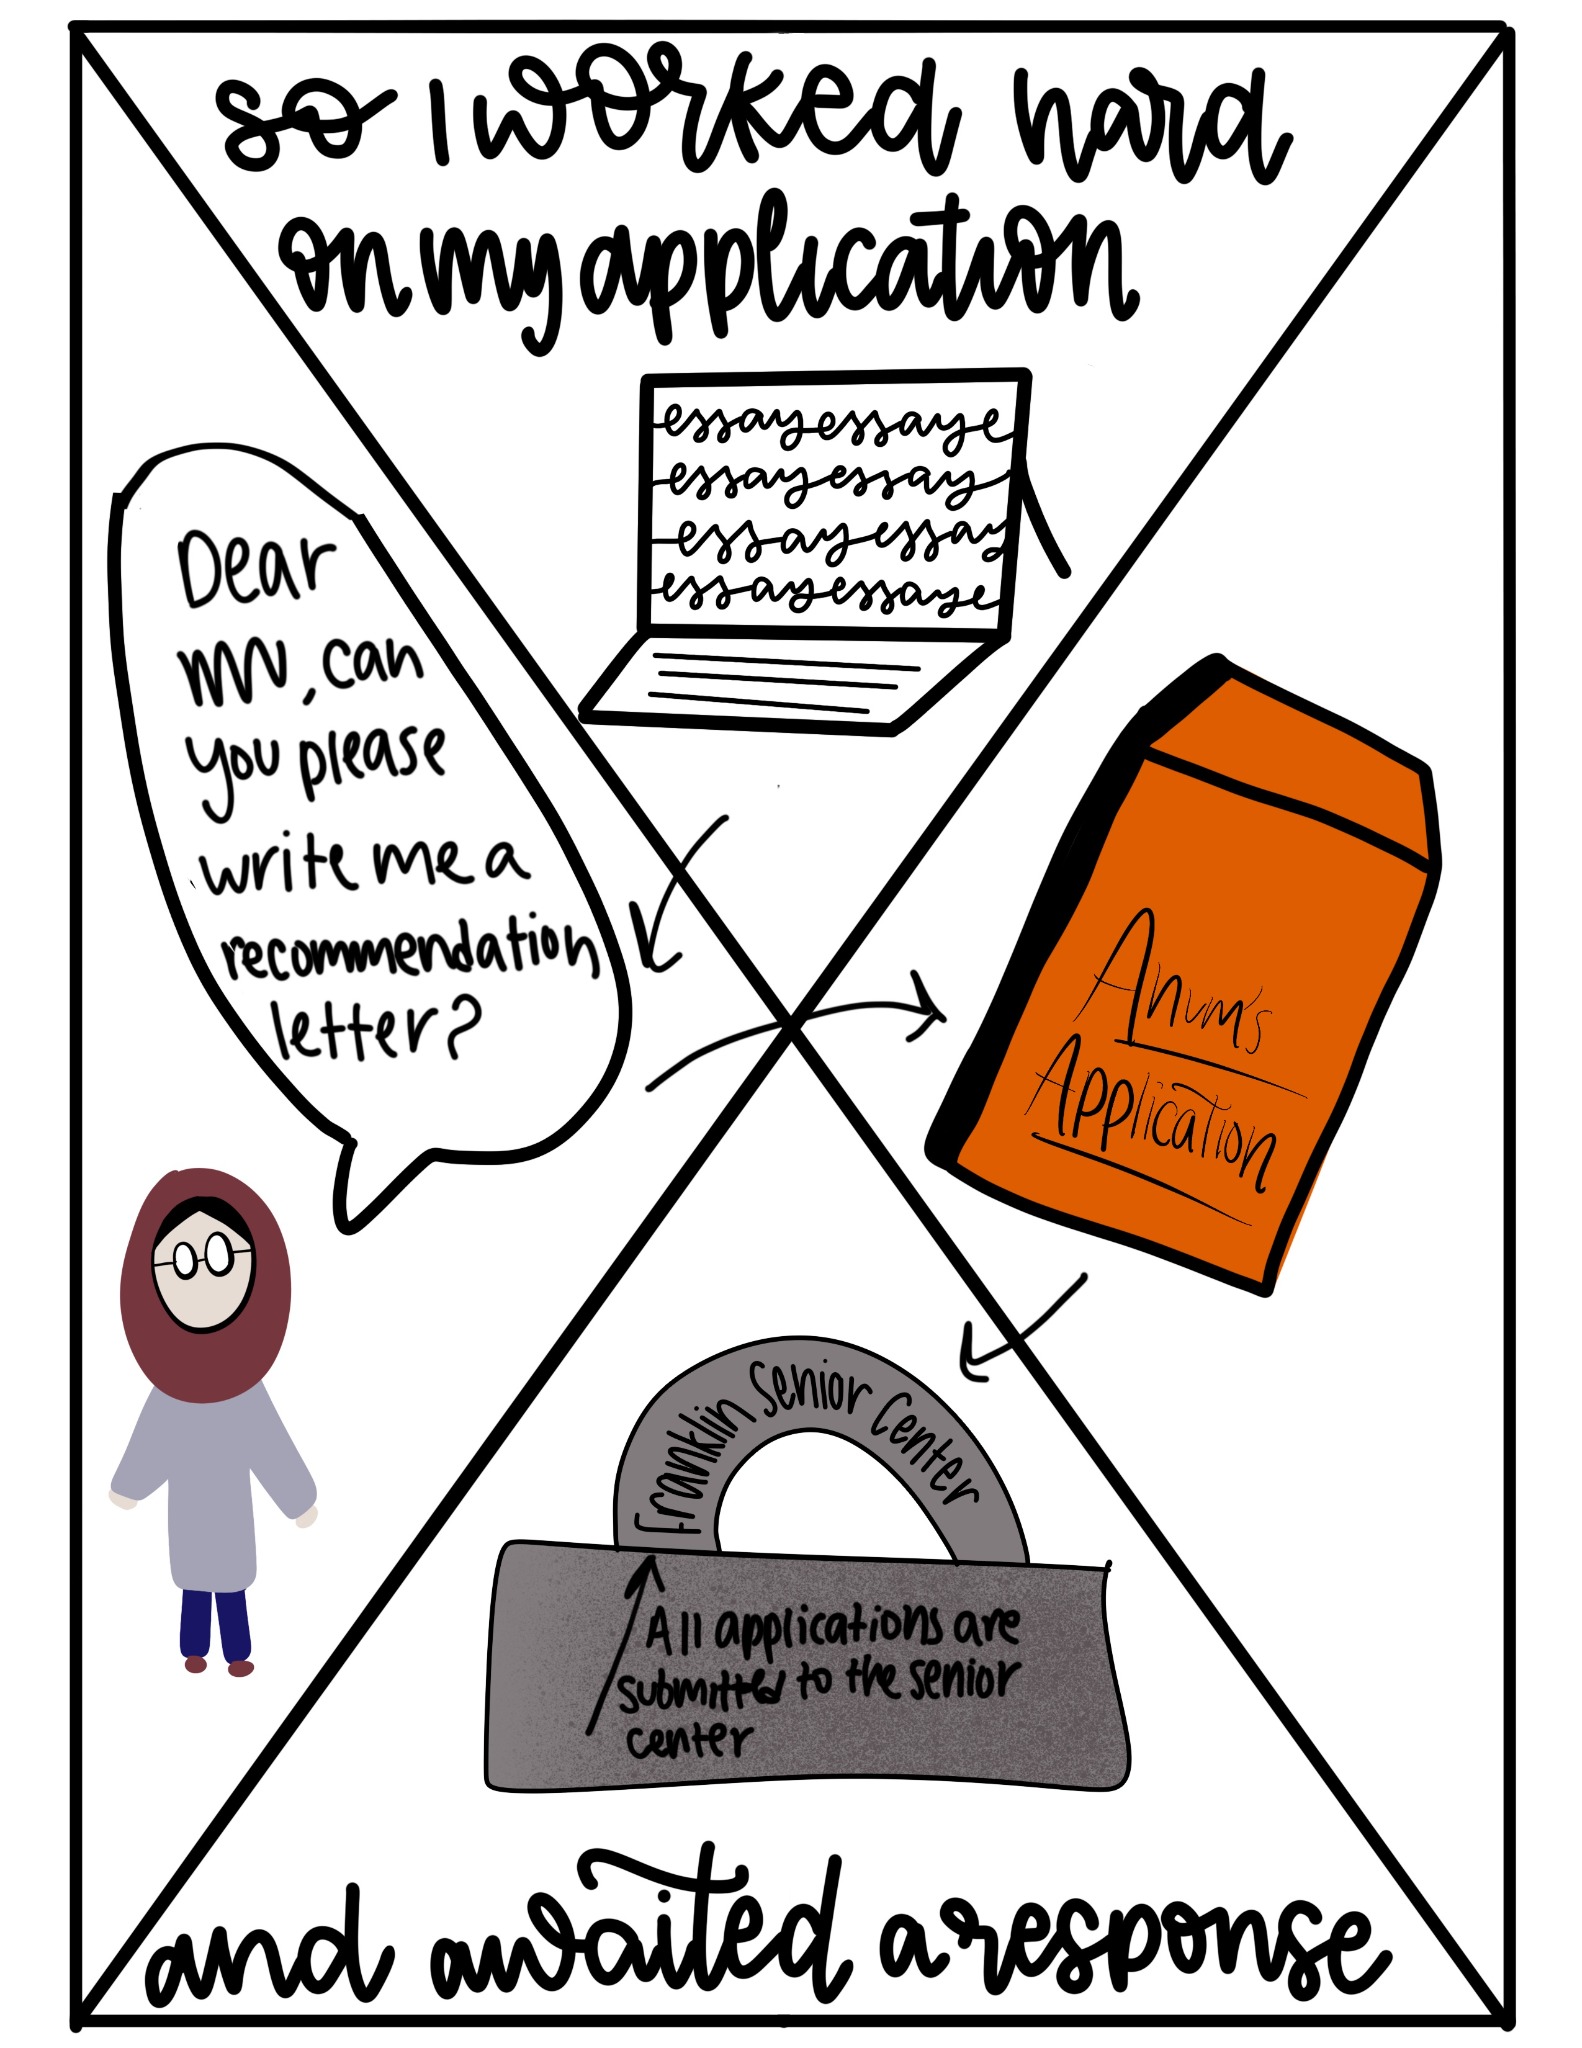 so I worked hard
on my application
essayessaye
essayessay
essayessay
essayessaye
Dear
can
you please
write me a
recommendation
letter?
Anum's
Application
Franklin Senior Center
All applications are
submitted to the senior
center
and awaited a response